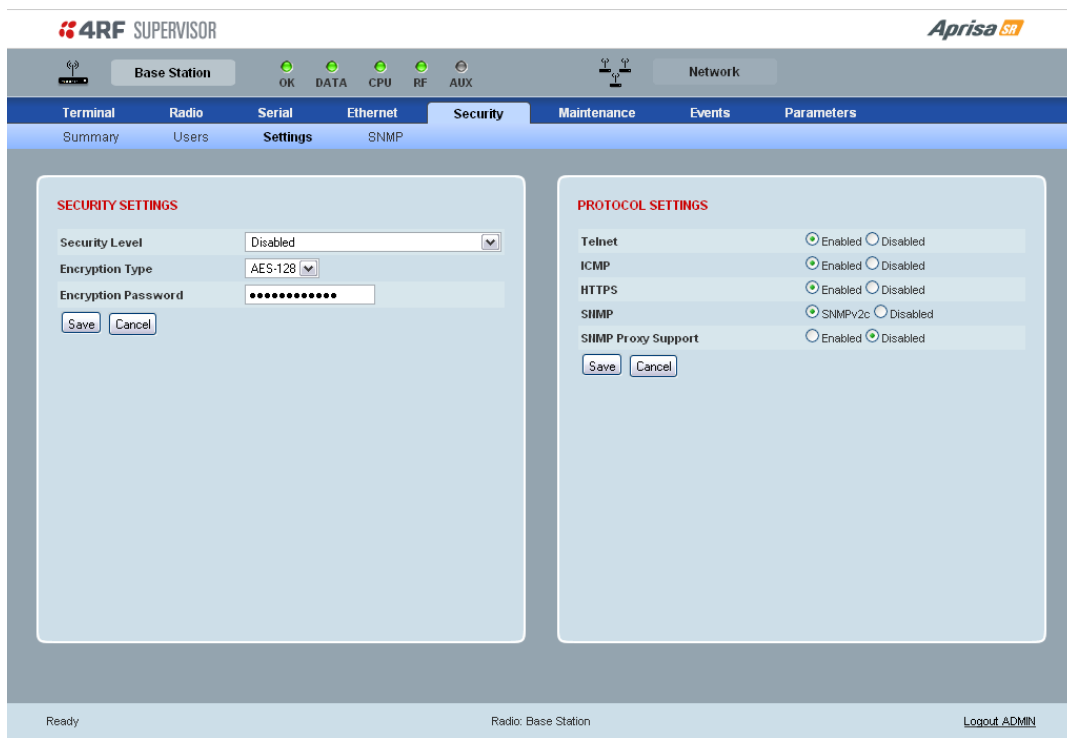 4RF SUPERVISOR
Aprisa SR
Base Station
OK DATA CPU RF AUX
Network
Terminal Radio Serial Ethernet Security Maintenance Events Parameters
Summary Users Settings SNMP
SECURITY SETTINGS
Security Level Disabled
Encryption Type AES-128
Encryption Password ●●●●●●●●●●●●
Save Cancel
PROTOCOL SETTINGS
Telnet Enabled Disabled
ICMP Enabled Disabled
HTTPS Enabled Disabled
SNMP SNMPv2c Disabled
SNMP Proxy Support Enabled Disabled
Save Cancel
Ready
Radio: Base Station
Logout ADMIN